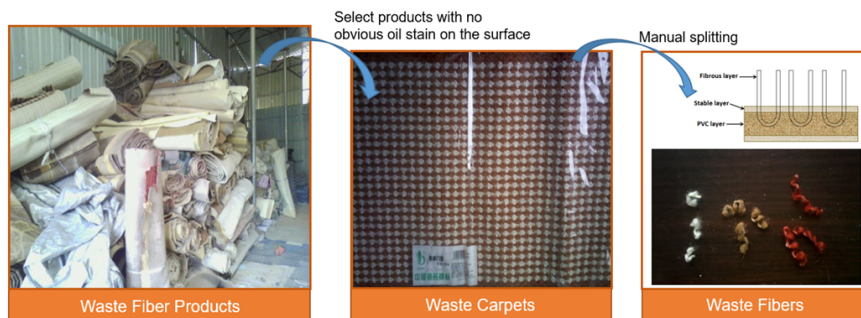 Select products with no
obvious oil stain on the surface
Manual splitting
Fibrous layer
Stable layer
PVC layer
Waste Fiber Products
Waste Carpets
Waste Fibers